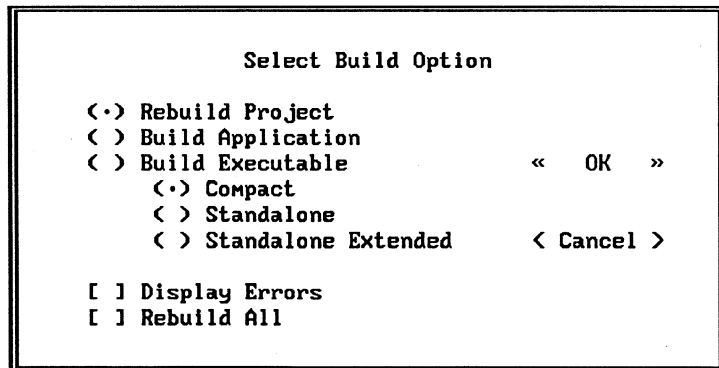 Select Build Option
(·) Rebuild Project
( ) Build Application
( ) Build Executable « OK »
(·) Compact
( ) Standalone
( ) Standalone Extended < Cancel >
[ ] Display Errors
[ ] Rebuild All